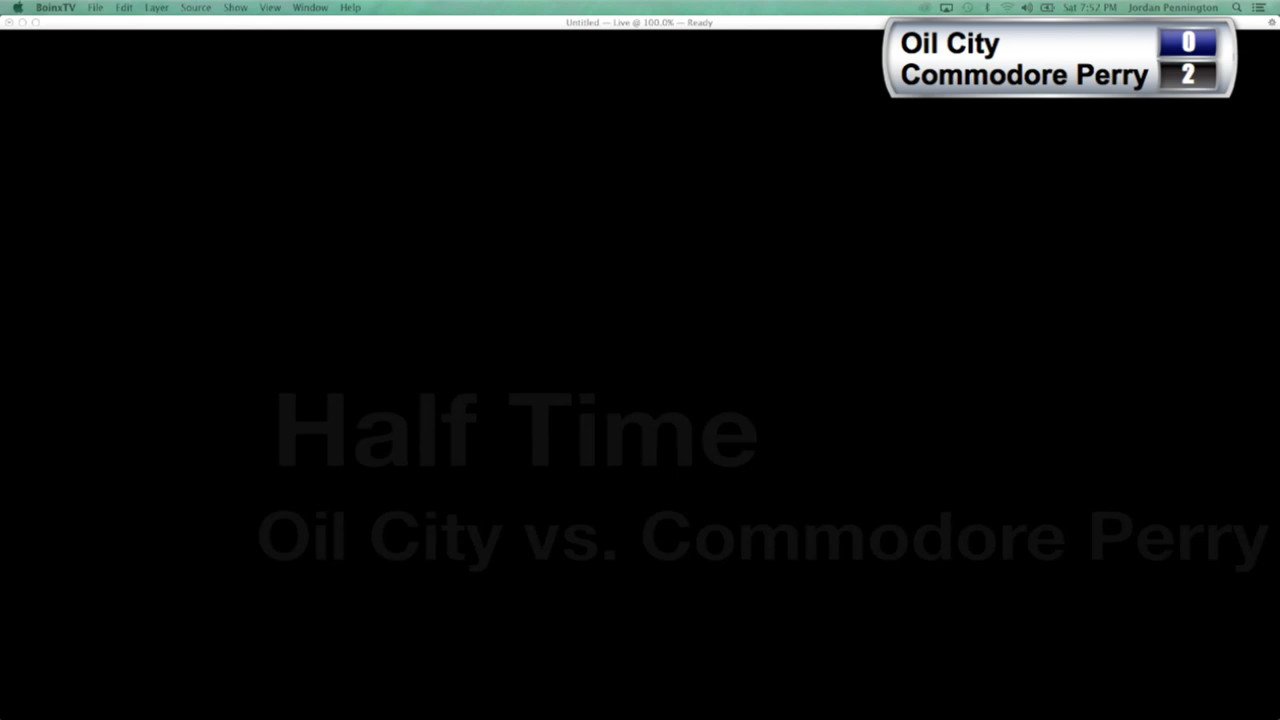 BoinxTV File Edit Layer Source Show View Window Help Sat 7:52 PM Jordan Pennington
Untitled — Live @ 100.0% — Ready
Oil City 0
Commodore Perry 2
Half Time
Oil City vs. Commodore Perry